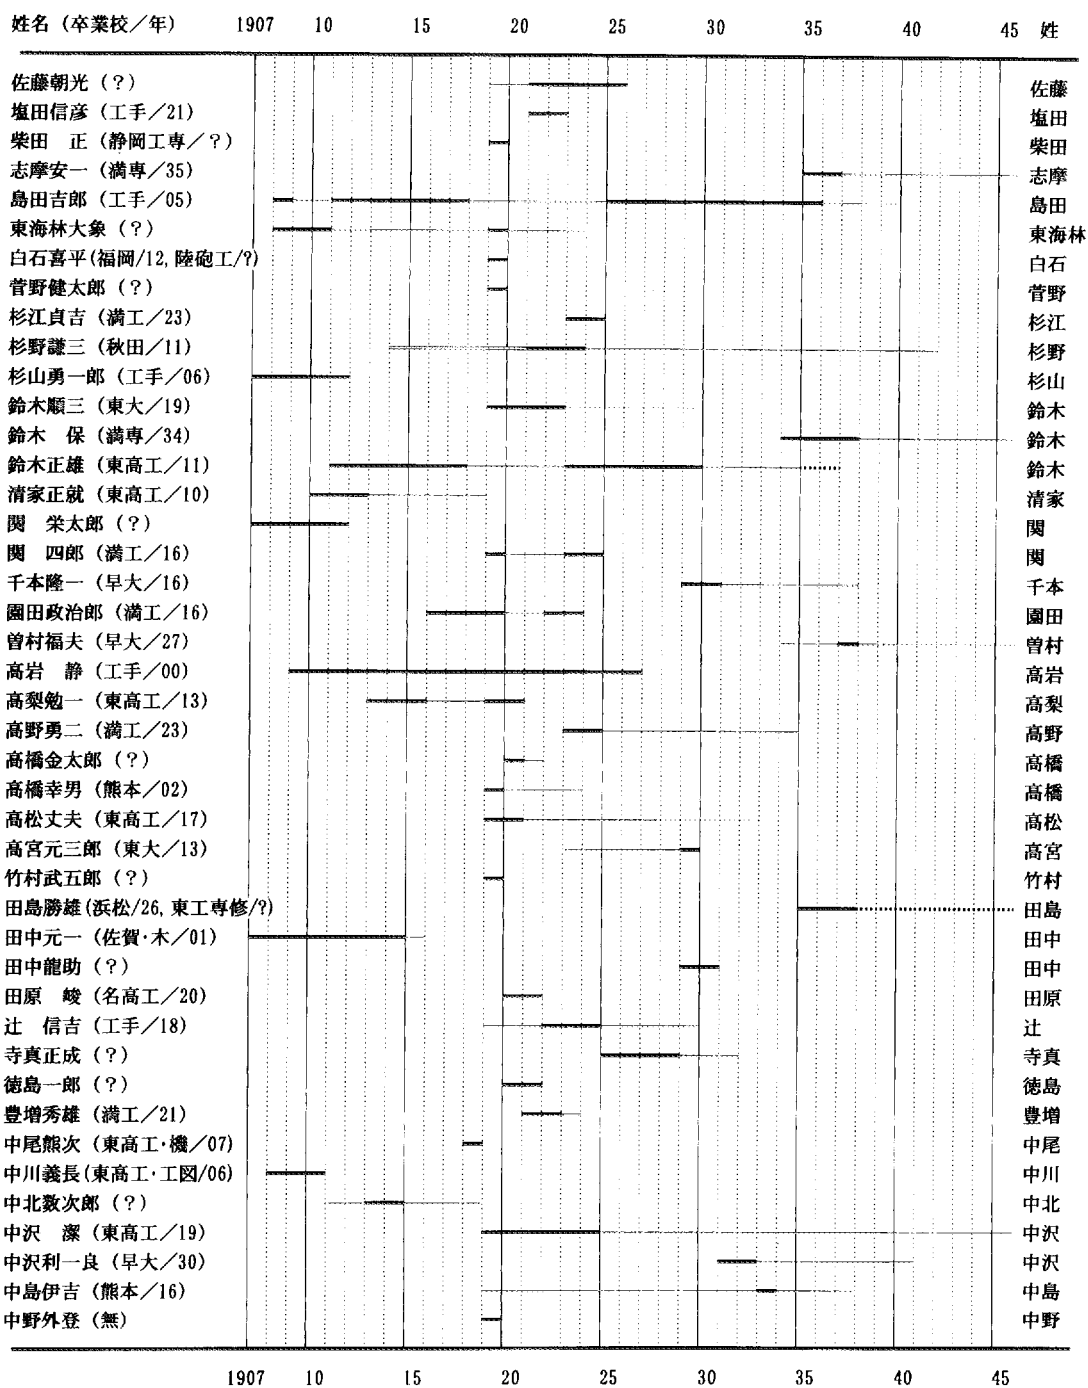 姓名（卒業校／年） 1907 10 15 20 25 30 35 40 45 姓
佐藤朝光（？） 佐藤
塩田信彦（工手／21） 塩田
柴田　正（静岡工専／？） 柴田
志摩安一（満専／35） 志摩
島田吉郎（工手／05） 島田
東海林大象（？） 東海林
白石喜平(福岡/12, 陸砲工/?) 白石
菅野健太郎（？） 菅野
杉江貞吉（満工／23） 杉江
杉野謙三（秋田／11） 杉野
杉山勇一郎（工手／06） 杉山
鈴木順三（東大／19） 鈴木
鈴木　保（満専／34） 鈴木
鈴木正雄（東高工／11） 鈴木
清家正就（東高工／10） 清家
関　栄太郎（？） 関
関　四郎（満工／16） 関
千本隆一（早大／16） 千本
園田政治郎（満工／16） 園田
曽村福夫（早大／27） 曽村
高岩　静（工手／00） 高岩
高梨勉一（東高工／13） 高梨
高野勇二（満工／23） 高野
高橋金太郎（？） 高橋
高橋幸男（熊本／02） 高橋
高松丈夫（東高工／17） 高松
高宮元三郎（東大／13） 高宮
竹村武五郎（？） 竹村
田島勝雄(浜松/26, 東工専修/?) 田島
田中元一（佐賀・木／01） 田中
田中龍助（？） 田中
田原　峻（名高工／20） 田原
辻　信吉（工手／18） 辻
寺真正成（？） 寺真
徳島一郎（？） 徳島
豊増秀雄（満工／21） 豊増
中尾熊次（東高工・機／07） 中尾
中川義長(東高工・工図/06) 中川
中北数次郎（？） 中北
中沢　潔（東高工／19） 中沢
中沢利一良（早大／30） 中沢
中島伊吉（熊本／16） 中島
中野外登（無） 中野
1907 10 15 20 25 30 35 40 45